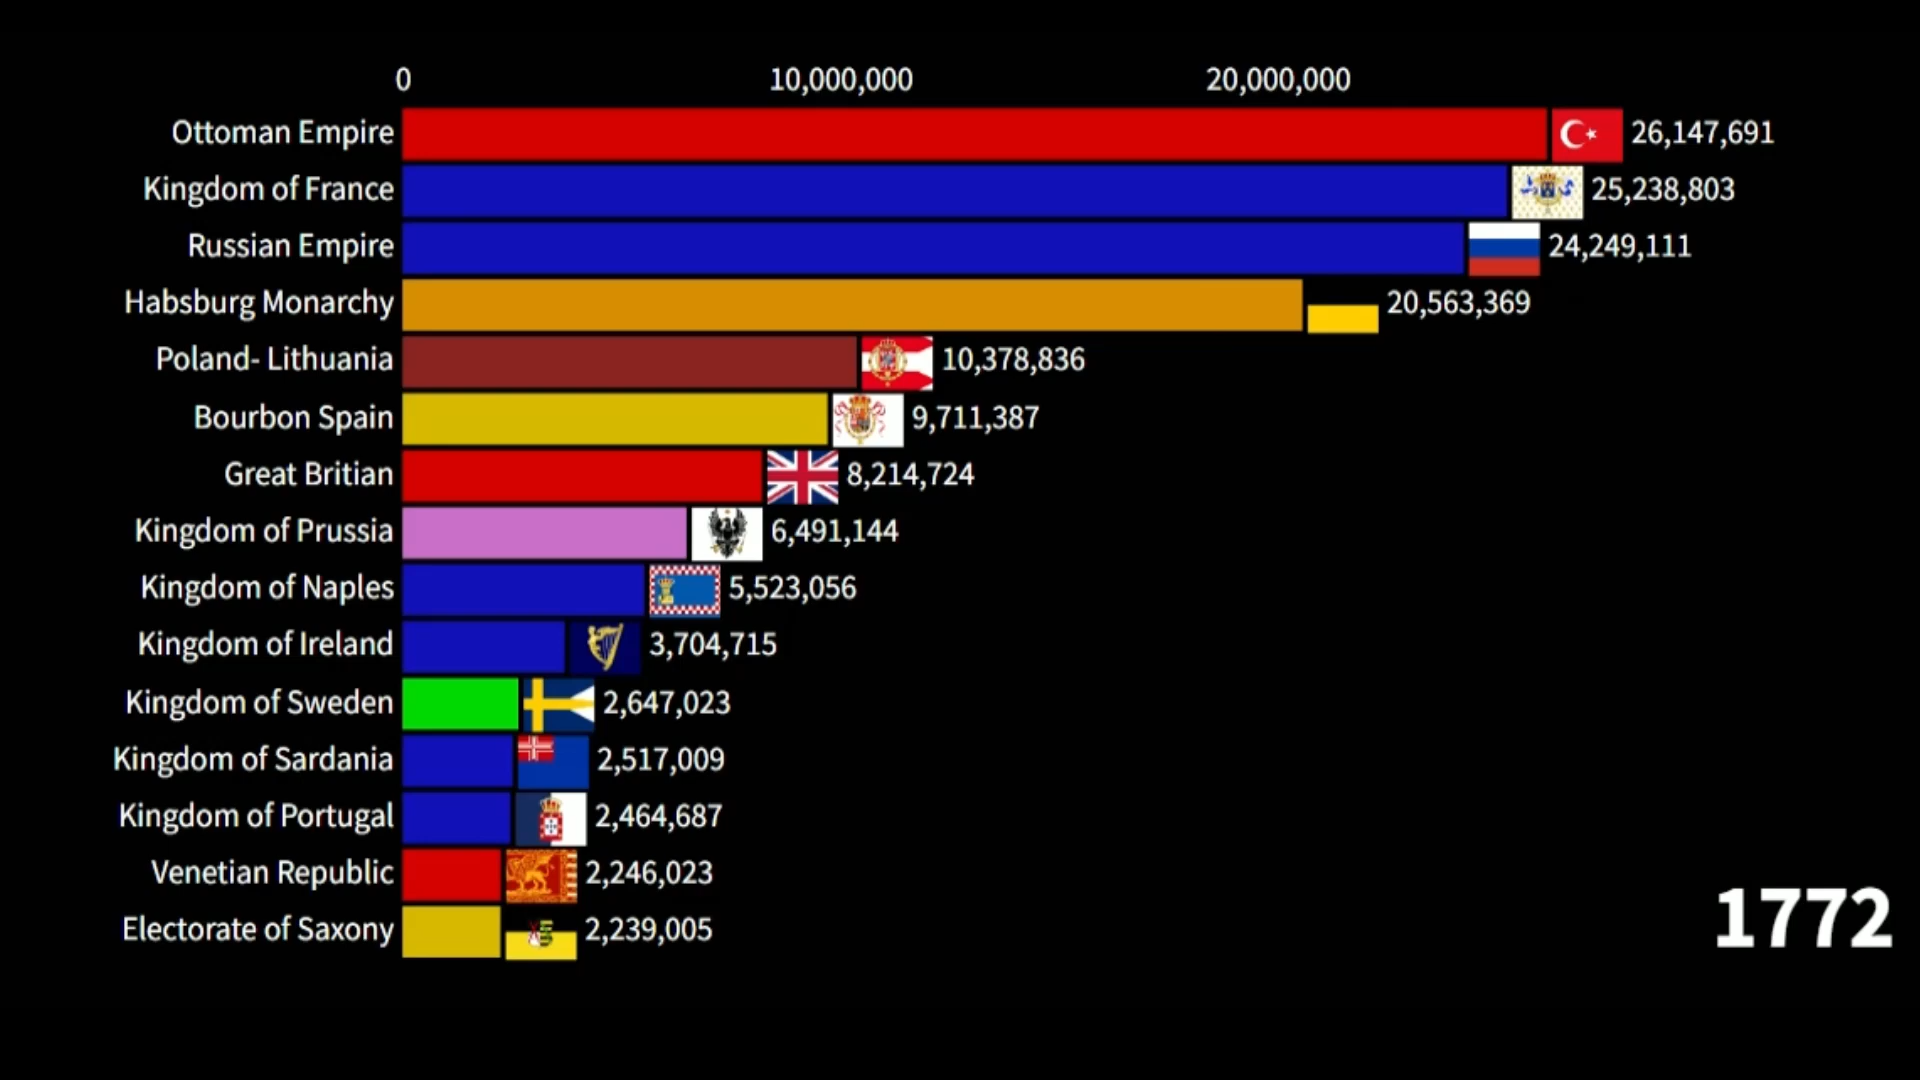 0 10,000,000 20,000,000
Ottoman Empire 26,147,691
Kingdom of France 25,238,803
Russian Empire 24,249,111
Habsburg Monarchy 20,563,369
Poland- Lithuania 10,378,836
Bourbon Spain 9,711,387
Great Britian 8,214,724
Kingdom of Prussia 6,491,144
Kingdom of Naples 5,523,056
Kingdom of Ireland 3,704,715
Kingdom of Sweden 2,647,023
Kingdom of Sardania 2,517,009
Kingdom of Portugal 2,464,687
Venetian Republic 2,246,023
Electorate of Saxony 2,239,005
1772